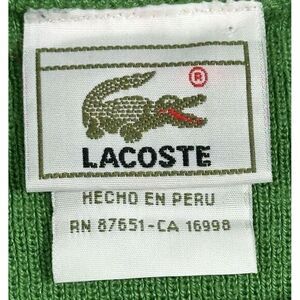 ®
LACOSTE
HECHO EN PERU
RN 87651-CA 16998